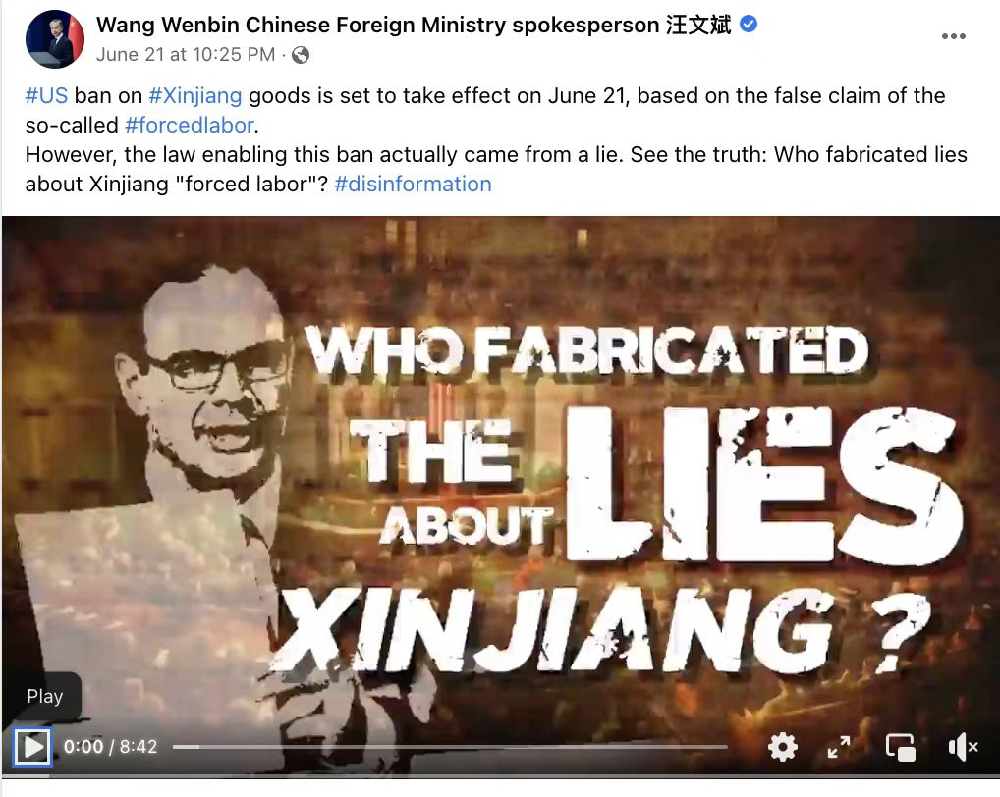 Wang Wenbin Chinese Foreign Ministry spokesperson 汪文斌
June 21 at 10:25 PM ·
#US ban on #Xinjiang goods is set to take effect on June 21, based on the false claim of the
so-called #forcedlabor.
However, the law enabling this ban actually came from a lie. See the truth: Who fabricated lies
about Xinjiang "forced labor"? #disinformation
WHO FABRICATED
THE LIES
ABOUT
XINJIANG ?
Play
0:00 / 8:42